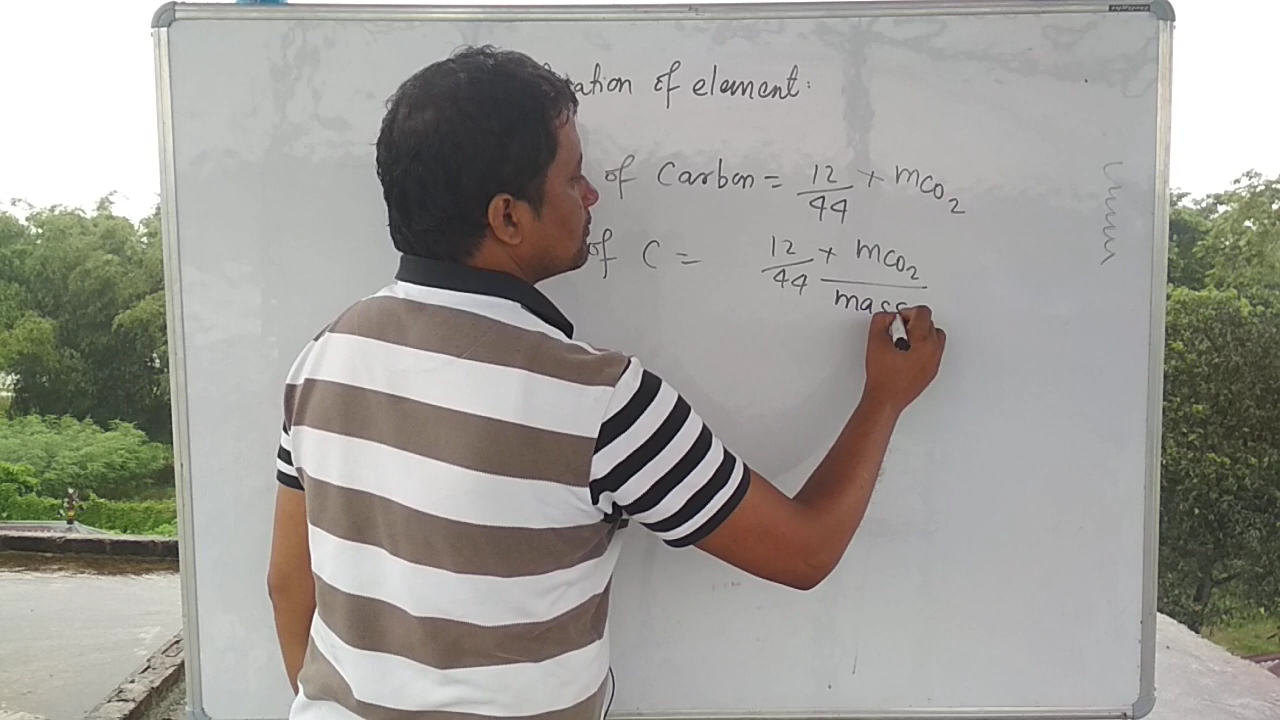 ation of element:
of Carbon = 12/44 × mCO2
of C = 12/44 × mCO2/mass